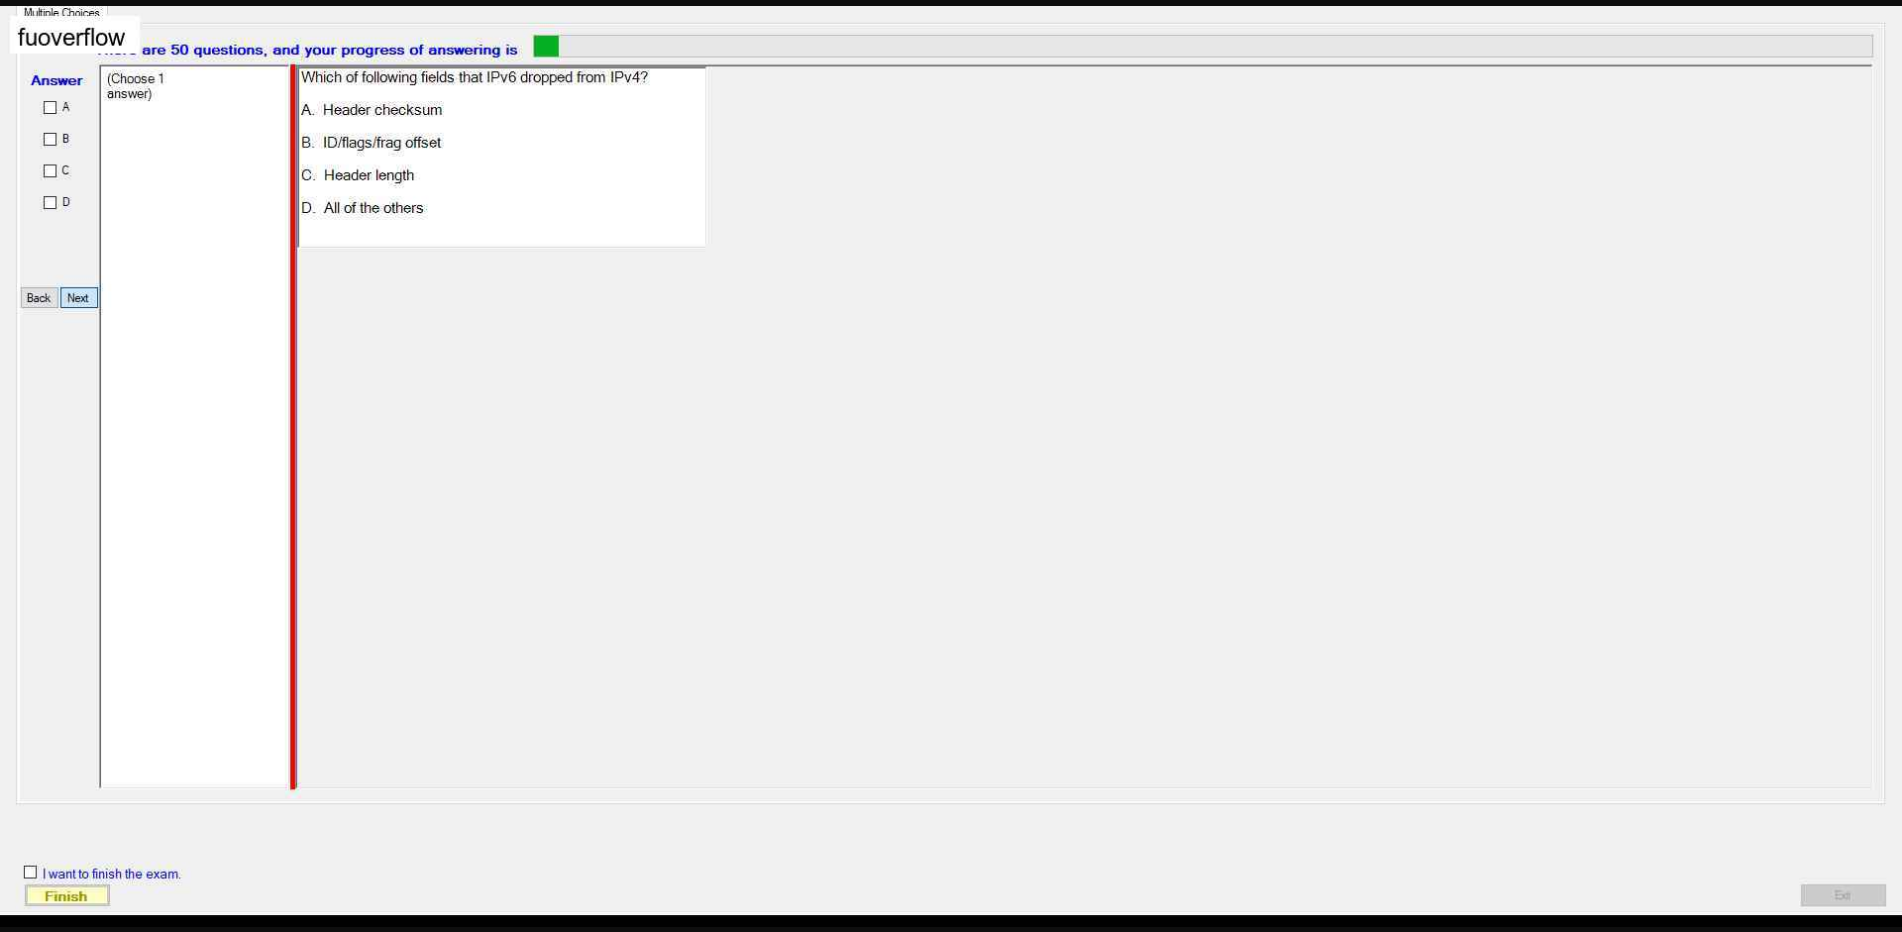 Multiple Choices
fuoverflow
are 50 questions, and your progress of answering is
Answer
(Choose 1
answer)
A
B
C
D
Which of following fields that IPv6 dropped from IPv4?
A. Header checksum
B. ID/flags/frag offset
C. Header length
D. All of the others
Back Next
I want to finish the exam.
Finish
Exit